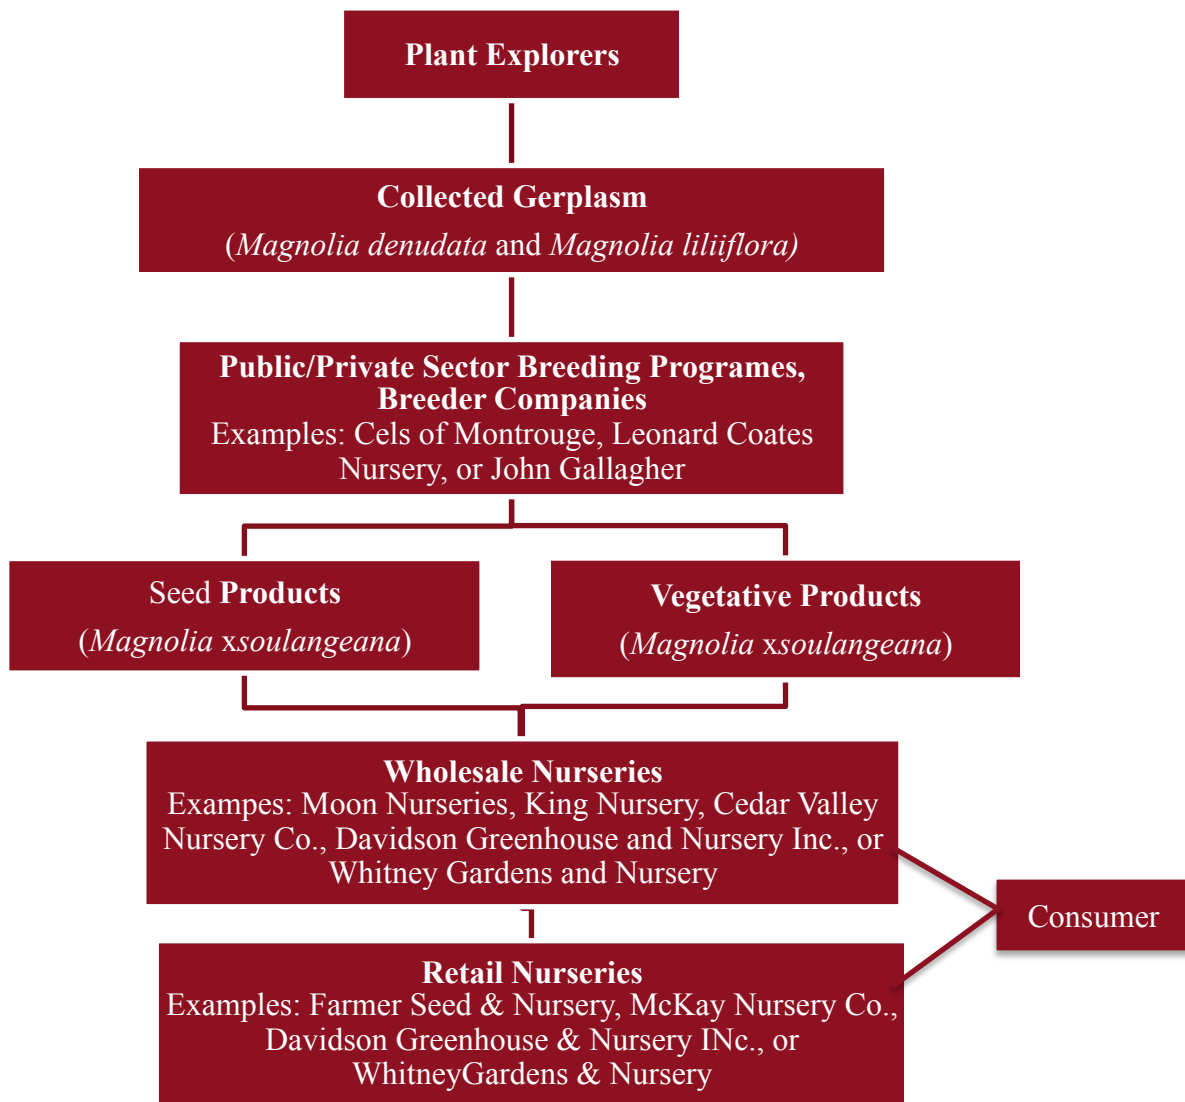 Plant Explorers
Collected Gerplasm
(Magnolia denudata and Magnolia liliiflora)
Public/Private Sector Breeding Programes,
Breeder Companies
Examples: Cels of Montrouge, Leonard Coates
Nursery, or John Gallagher
Seed Products
(Magnolia xsoulangeana)
Vegetative Products
(Magnolia xsoulangeana)
Wholesale Nurseries
Exampes: Moon Nurseries, King Nursery, Cedar Valley
Nursery Co., Davidson Greenhouse and Nursery Inc., or
Whitney Gardens and Nursery
Consumer
Retail Nurseries
Examples: Farmer Seed & Nursery, McKay Nursery Co.,
Davidson Greenhouse & Nursery INc., or
WhitneyGardens & Nursery